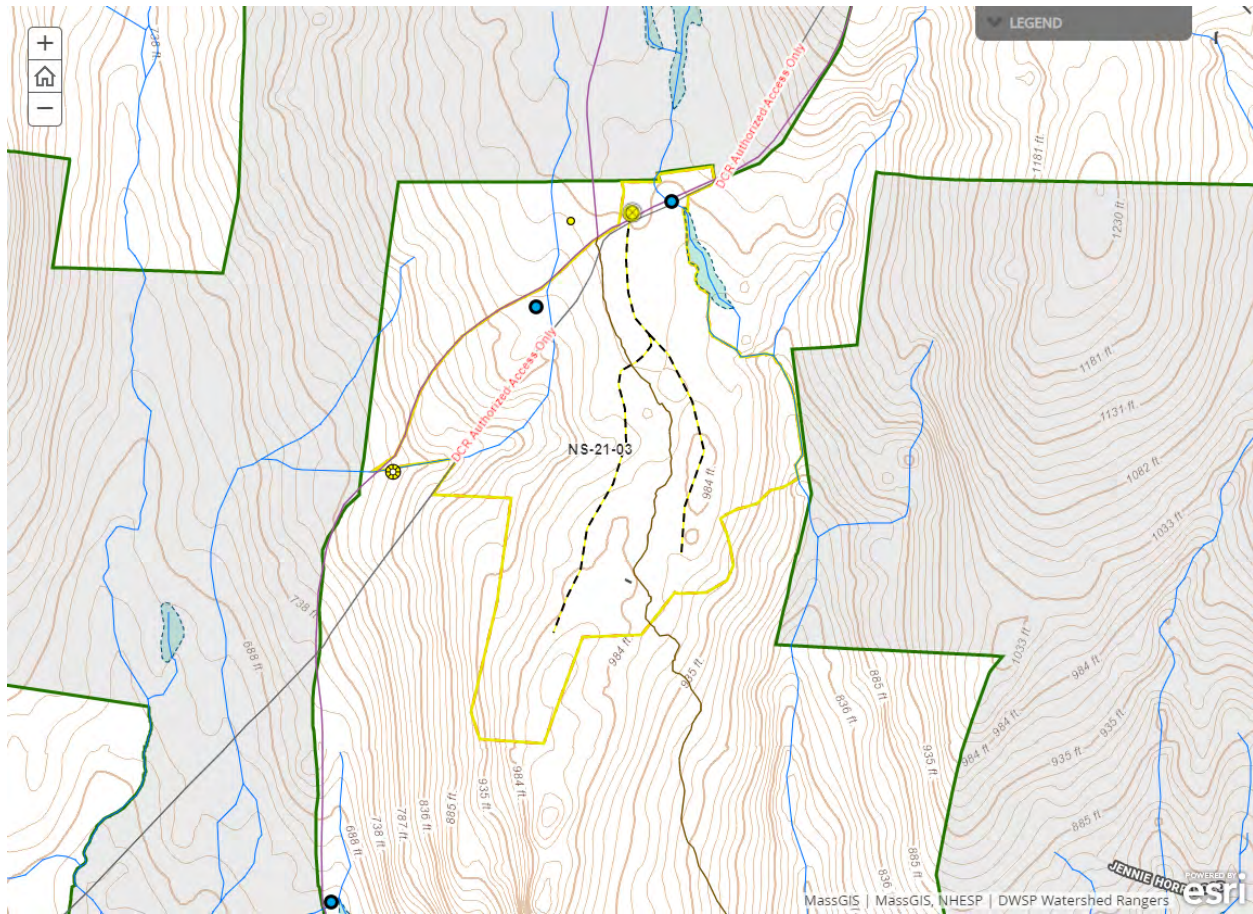 LEGEND
+
−
738 ft
DCR Authorized Access Only
1181 ft
1230 ft
DCR Authorized Access Only
1181 ft.
1131 ft.
NS-21-03
984 ft.
1082 ft
1033 ft
738 ft
688 ft
984 ft
935 ft.
1033 ft
984 ft
885 ft
836 ft
935 ft
984 ft
935 ft
984 ft
935 ft
885 ft
836 ft
787 ft
738 ft
688 ft
885 ft
885 ft
836
JENNIE HOR
POWERED BY
esri
MassGIS | MassGIS, NHESP | DWSP Watershed Rangers